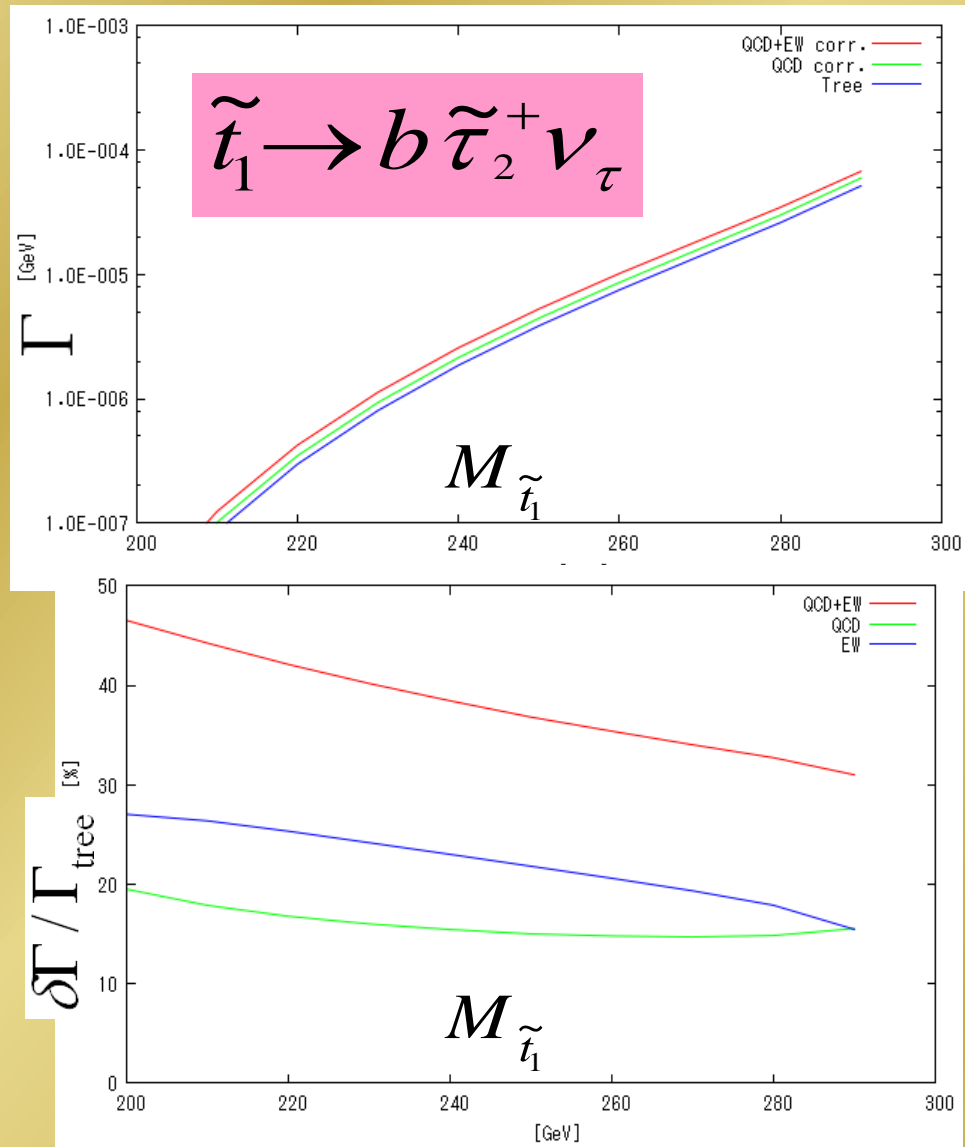 1.0E-003
QCD+EW corr.
QCD corr.
Tree
t̃₁ → b τ̃₂⁺ ν_τ
1.0E-004
Γ [GeV]
1.0E-005
1.0E-006
M_t̃₁
1.0E-007
200 220 240 260 280 300
50
QCD+EW
QCD
EW
40
δΓ / Γ_tree [%]
30
20
10
M_t̃₁
0
200 220 240 260 280 300
[GeV]